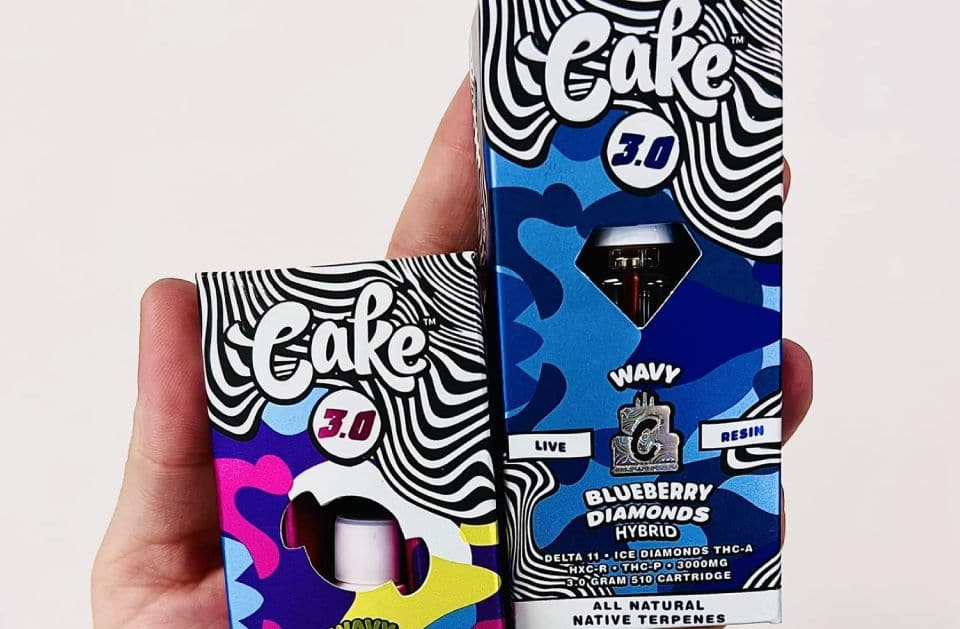 Cake™
3.0
WAVY
LIVE
RESIN
BLUEBERRY
DIAMONDS
HYBRID
DELTA 11 • ICE DIAMONDS THC-A
HXC-R • THC-P • 3000MG
3.0 GRAM 510 CARTRIDGE
ALL NATURAL
NATIVE TERPENES
Cake™
3.0
WAVY